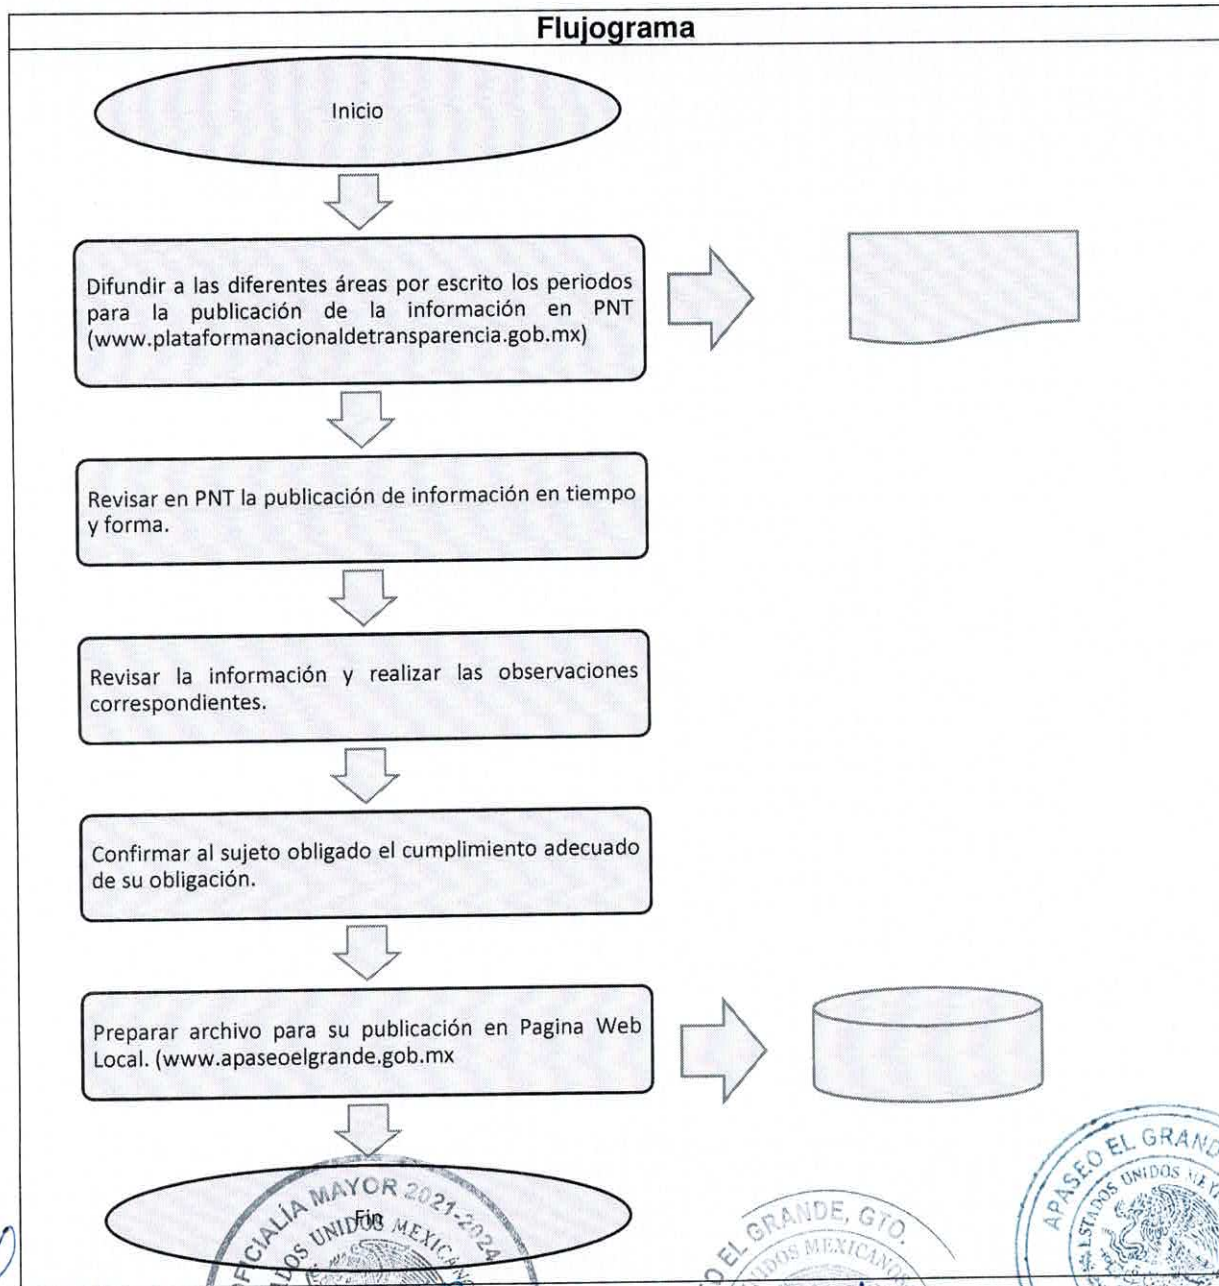 Flujograma
Inicio
Difundir a las diferentes áreas por escrito los periodos
para la publicación de la información en PNT
(www.plataformanacionaldetransparencia.gob.mx)
Revisar en PNT la publicación de información en tiempo
y forma.
Revisar la información y realizar las observaciones
correspondientes.
Confirmar al sujeto obligado el cumplimiento adecuado
de su obligación.
Preparar archivo para su publicación en Pagina Web
Local. (www.apaseoelgrande.gob.mx
Fin
OFICIALÍA MAYOR 2021-2024
UNIDOS MEXICANOS
EL GRANDE, GTO.
UNIDOS MEXICANOS
APASEO EL GRAND
ESTADOS UNIDOS MEXI